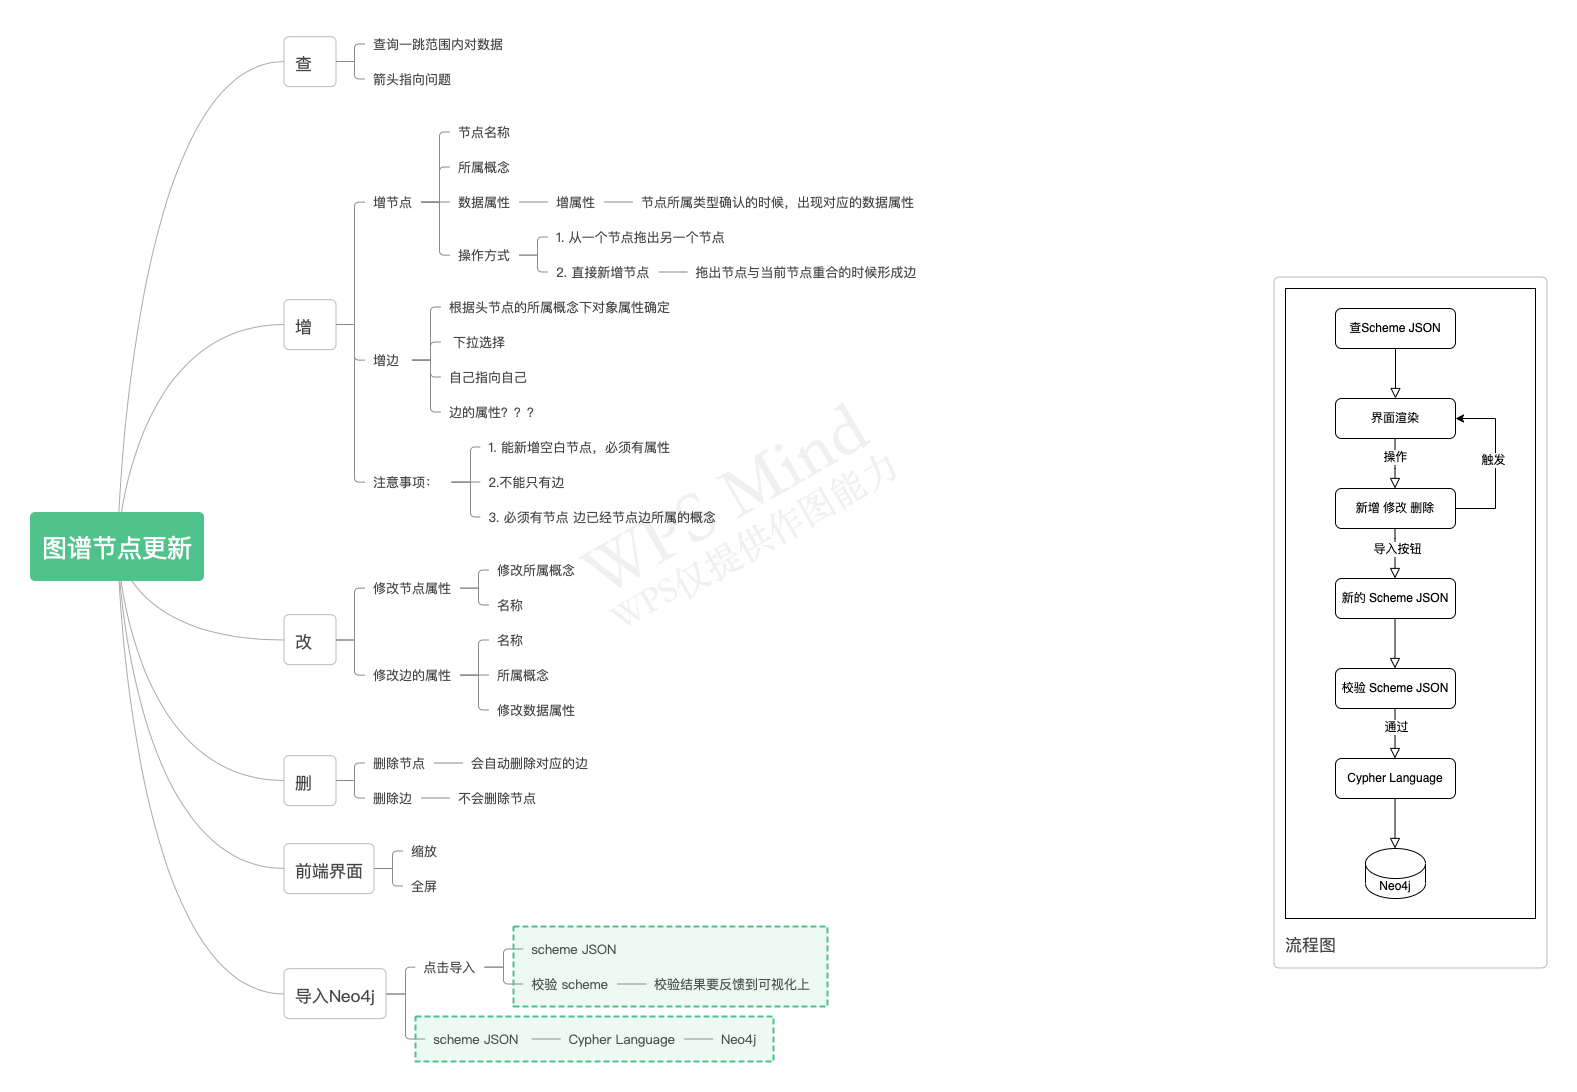 图谱节点更新
查
查询一跳范围内对数据
箭头指向问题
增
增节点
节点名称
所属概念
数据属性
增属性
节点所属类型确认的时候，出现对应的数据属性
操作方式
1. 从一个节点拖出另一个节点
2. 直接新增节点
拖出节点与当前节点重合的时候形成边
增边
根据头节点的所属概念下对象属性确定
下拉选择
自己指向自己
边的属性？？？
注意事项：
1. 能新增空白节点，必须有属性
2.不能只有边
3. 必须有节点 边已经节点边所属的概念
改
修改节点属性
修改所属概念
名称
修改边的属性
名称
所属概念
修改数据属性
删
删除节点
会自动删除对应的边
删除边
不会删除节点
前端界面
缩放
全屏
导入Neo4j
点击导入
scheme JSON
校验 scheme
校验结果要反馈到可视化上
scheme JSON
Cypher Language
Neo4j
WPS Mind
WPS仅提供作图能力
查Scheme JSON
界面渲染
操作
触发
新增 修改 删除
导入按钮
新的 Scheme JSON
校验 Scheme JSON
通过
Cypher Language
Neo4j
流程图